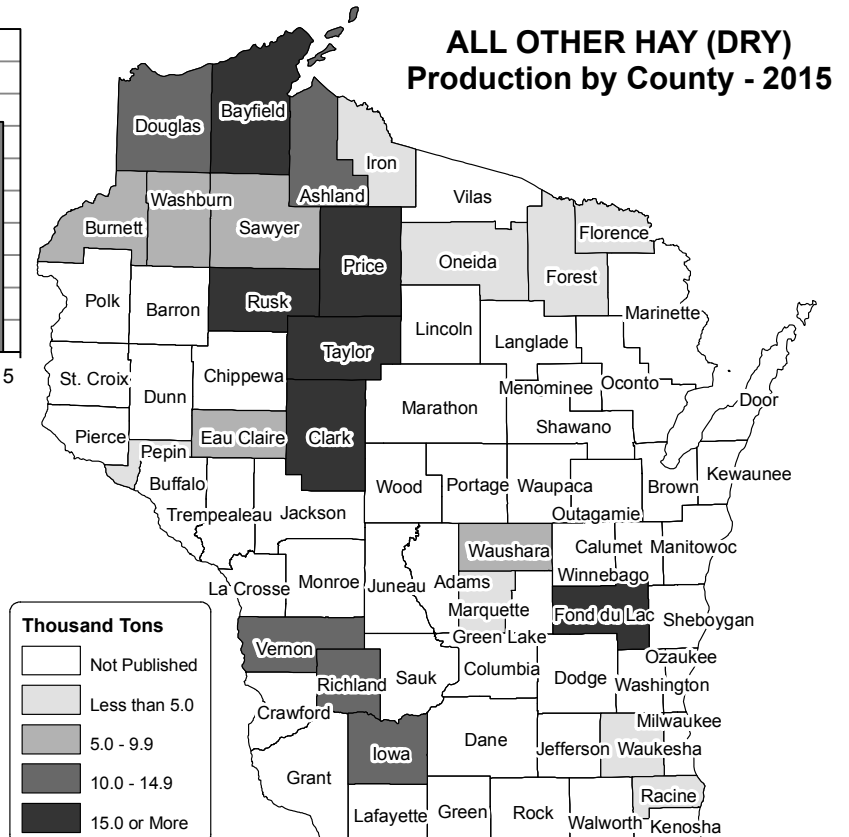 ALL OTHER HAY (DRY)
Production by County - 2015
Douglas
Bayfield
Iron
Ashland
Vilas
Washburn
Burnett
Sawyer
Florence
Price
Oneida
Forest
Polk
Barron
Rusk
Marinette
Lincoln
Langlade
Taylor
5
St. Croix
Chippewa
Dunn
Menominee
Oconto
Marathon
Door
Pierce
Eau Claire
Clark
Shawano
Pepin
Buffalo
Wood
Portage
Waupaca
Brown
Kewaunee
Trempealeau
Jackson
Outagamie
Waushara
Calumet
Manitowoc
Winnebago
La Crosse
Monroe
Juneau
Adams
Marquette
Fond du Lac
Sheboygan
Green Lake
Vernon
Richland
Sauk
Columbia
Dodge
Ozaukee
Washington
Crawford
Milwaukee
Iowa
Dane
Jefferson
Waukesha
Grant
Racine
Lafayette
Green
Rock
Walworth
Kenosha
Thousand Tons
Not Published
Less than 5.0
5.0 - 9.9
10.0 - 14.9
15.0 or More